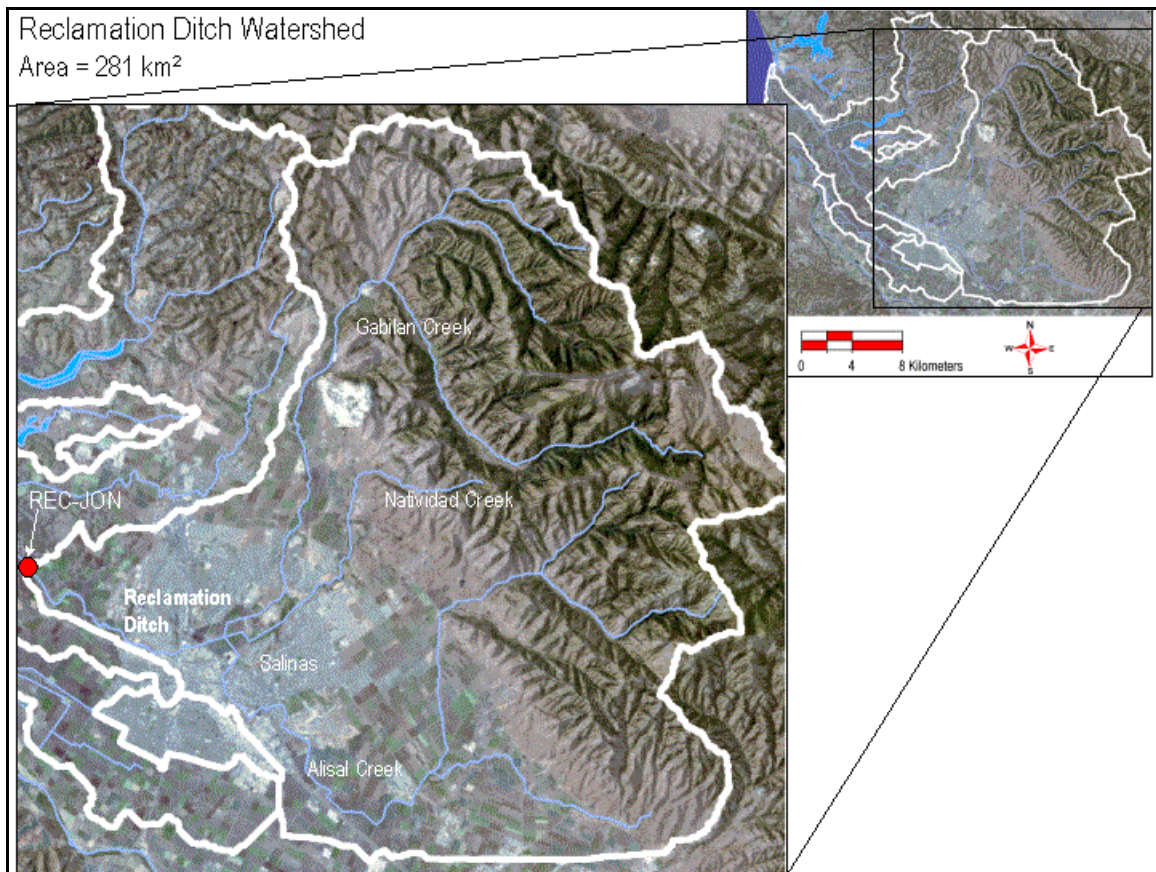 Reclamation Ditch Watershed
Area = 281 km²
Gabilan Creek
REC-JON
Natividad Creek
Reclamation
Ditch
Salinas
Alisal Creek
N
W E
S
0 4 8 Kilometers